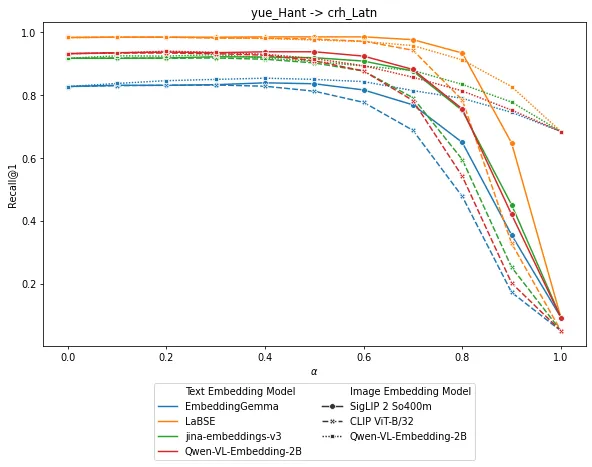 yue_Hant -> crh_Latn
1.0
0.8
0.6
0.4
0.2
Recall@1
0.0
0.2
0.4
0.6
0.8
1.0
α
Text Embedding Model
EmbeddingGemma
LaBSE
jina-embeddings-v3
Qwen-VL-Embedding-2B
Image Embedding Model
SigLIP 2 So400m
CLIP ViT-B/32
Qwen-VL-Embedding-2B